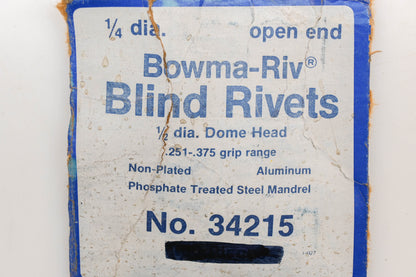 ¼ dia. open end
Bowma-Riv®
Blind Rivets
½ dia. Dome Head
.251-.375 grip range
Non-Plated Aluminum
Phosphate Treated Steel Mandrel
No. 34215